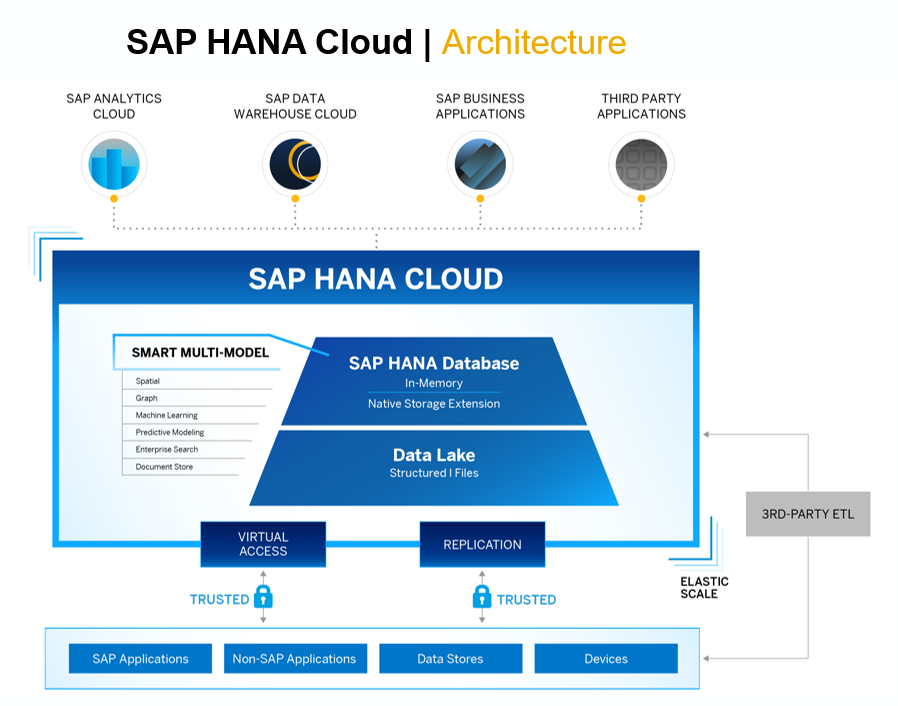 SAP HANA Cloud | Architecture
SAP ANALYTICS
CLOUD
SAP DATA
WAREHOUSE CLOUD
SAP BUSINESS
APPLICATIONS
THIRD PARTY
APPLICATIONS
SAP HANA CLOUD
SMART MULTI-MODEL
Spatial
Graph
Machine Learning
Predictive Modeling
Enterprise Search
Document Store
SAP HANA Database
In-Memory
Native Storage Extension
Data Lake
Structured I Files
VIRTUAL
ACCESS
REPLICATION
3RD-PARTY ETL
ELASTIC
SCALE
TRUSTED
TRUSTED
SAP Applications
Non-SAP Applications
Data Stores
Devices